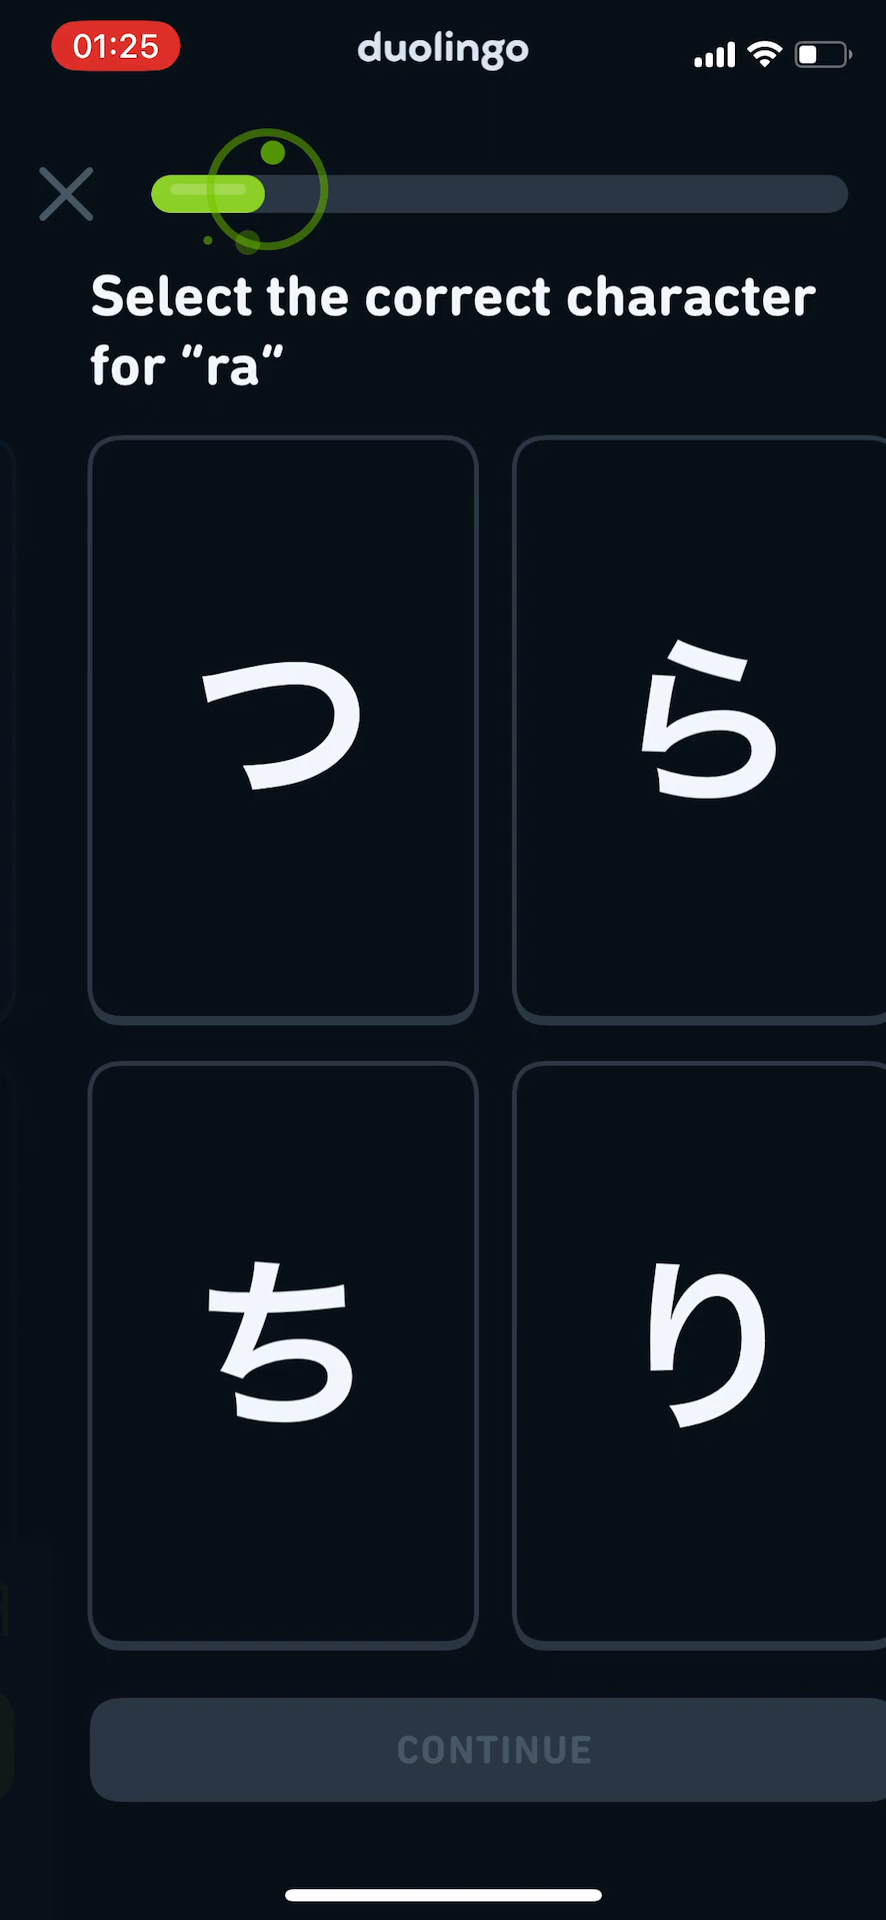 01:25
duolingo
Select the correct character
for "ra"
つ
ら
ち
り
CONTINUE